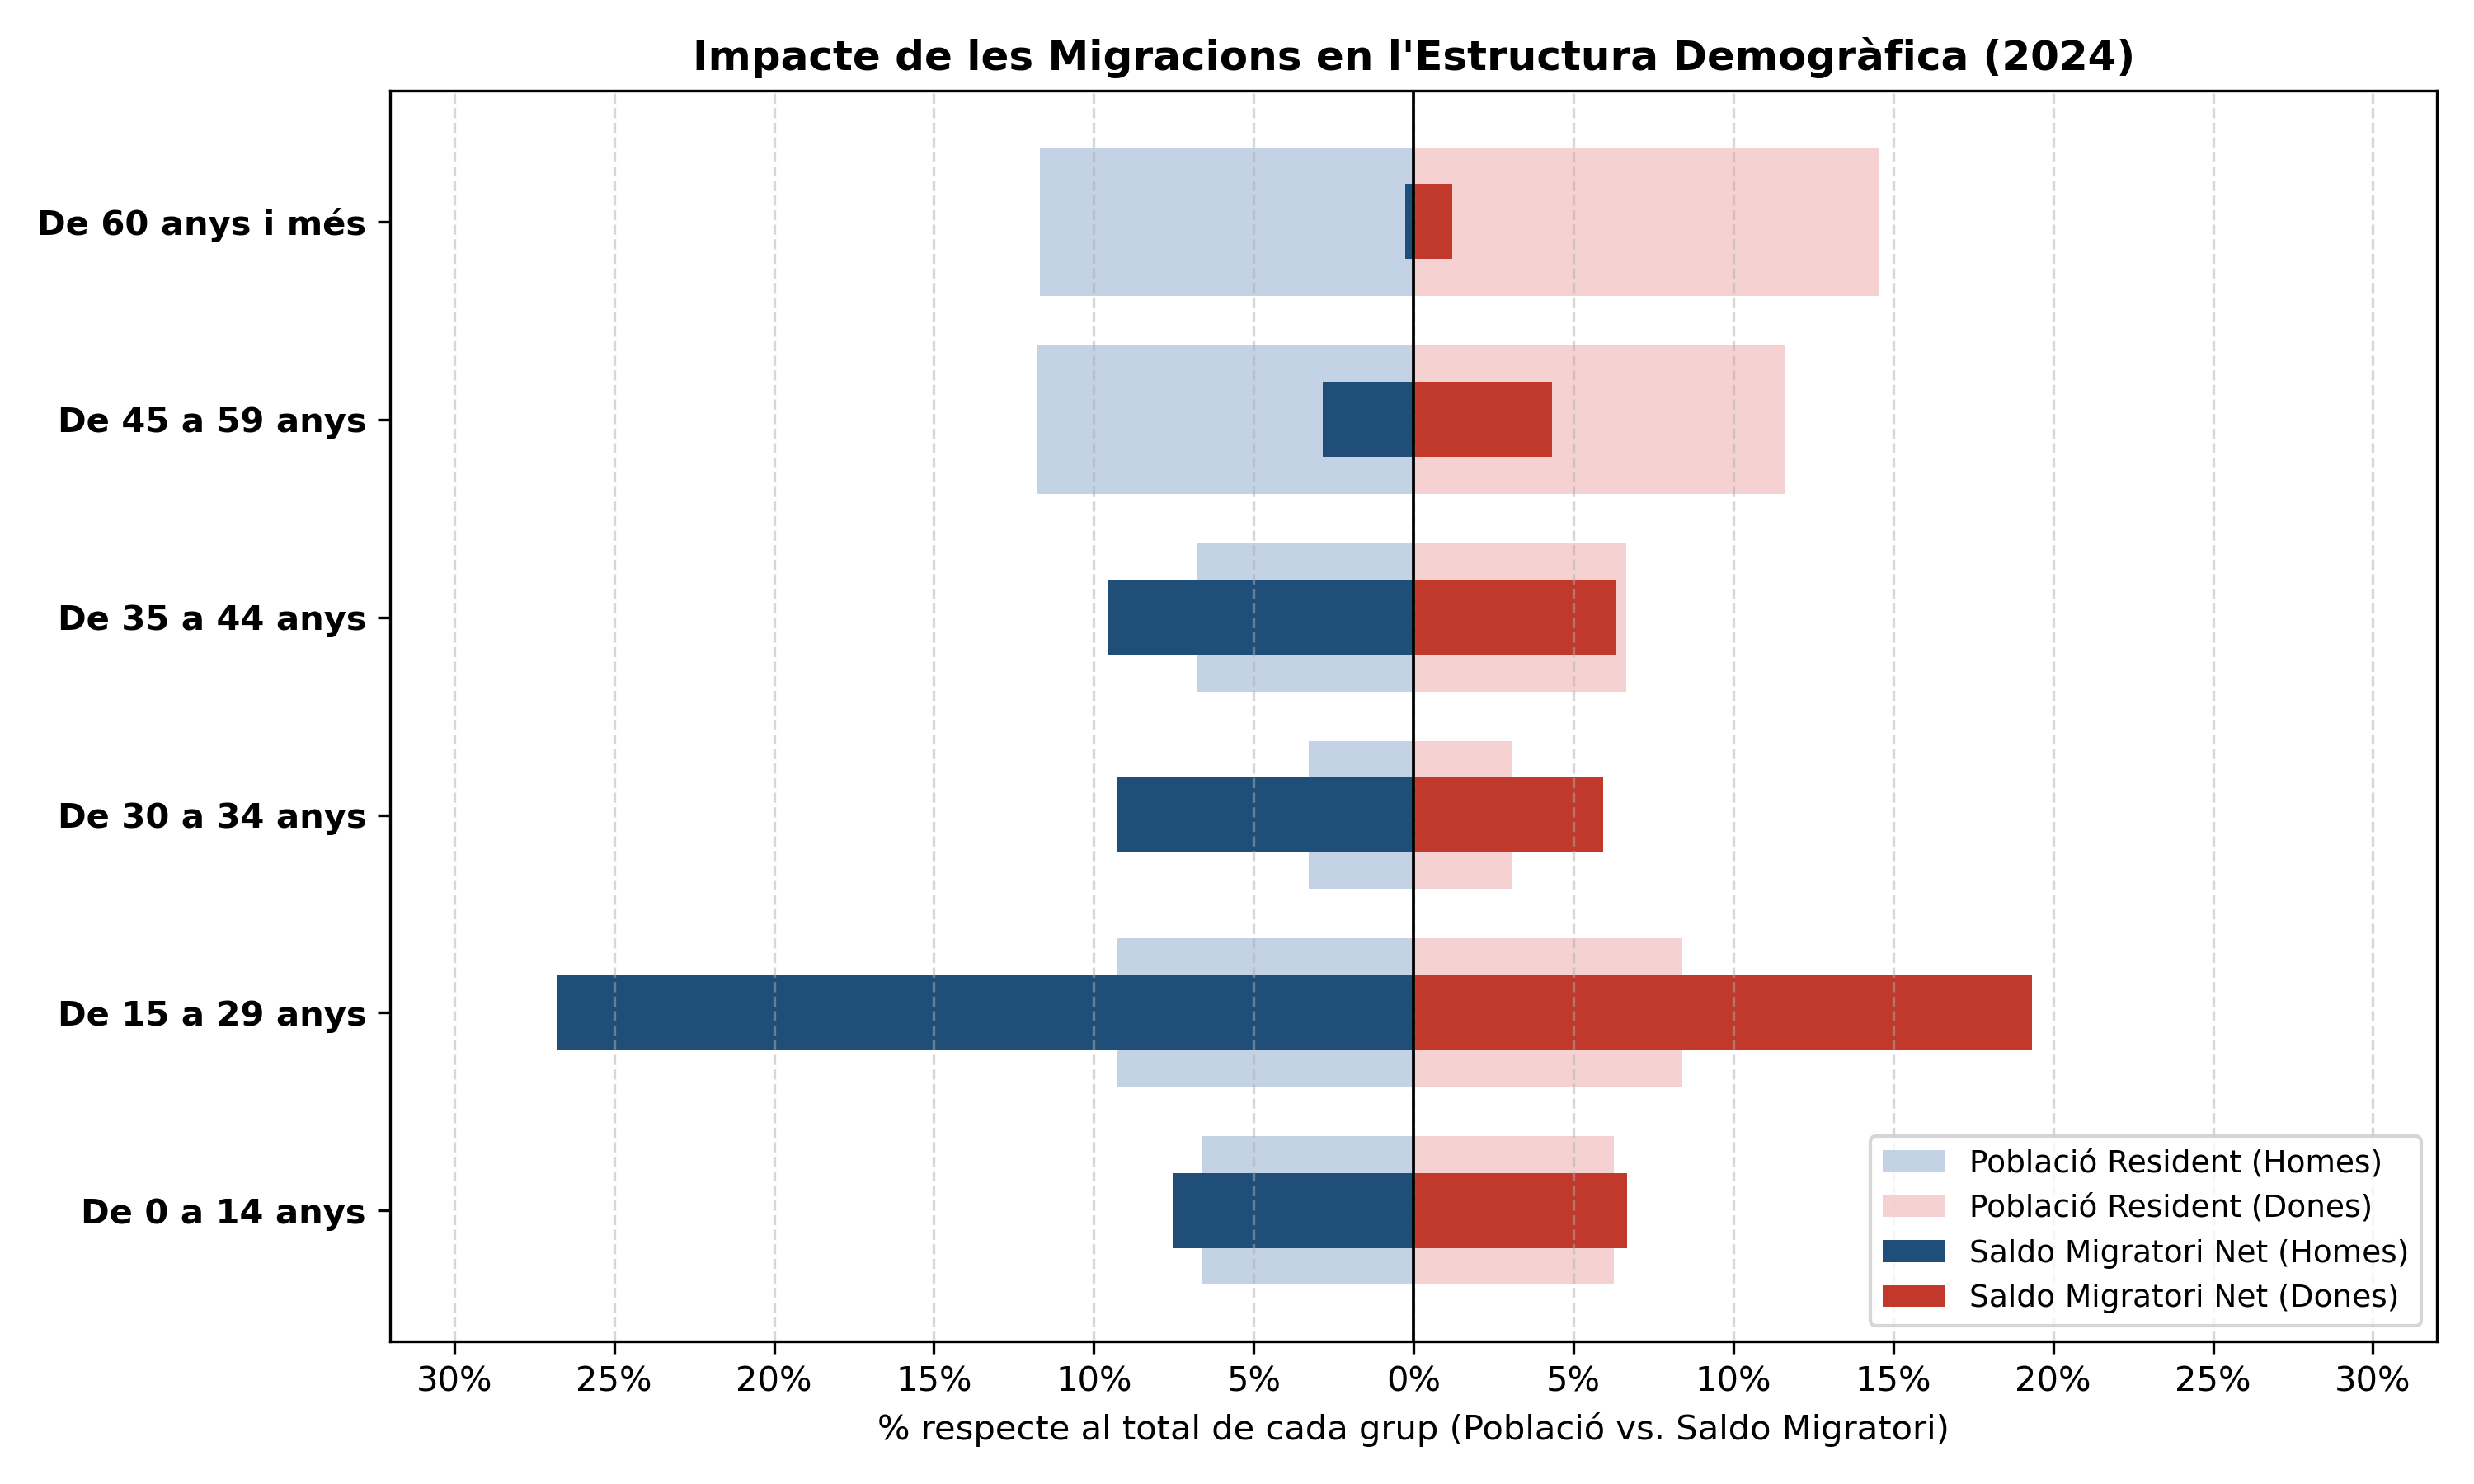 Impacte de les Migracions en l'Estructura Demogràfica (2024)
De 60 anys i més
De 45 a 59 anys
De 35 a 44 anys
De 30 a 34 anys
De 15 a 29 anys
De 0 a 14 anys
Població Resident (Homes)
Població Resident (Dones)
Saldo Migratori Net (Homes)
Saldo Migratori Net (Dones)
30% 25% 20% 15% 10% 5% 0% 5% 10% 15% 20% 25% 30%
% respecte al total de cada grup (Població vs. Saldo Migratori)